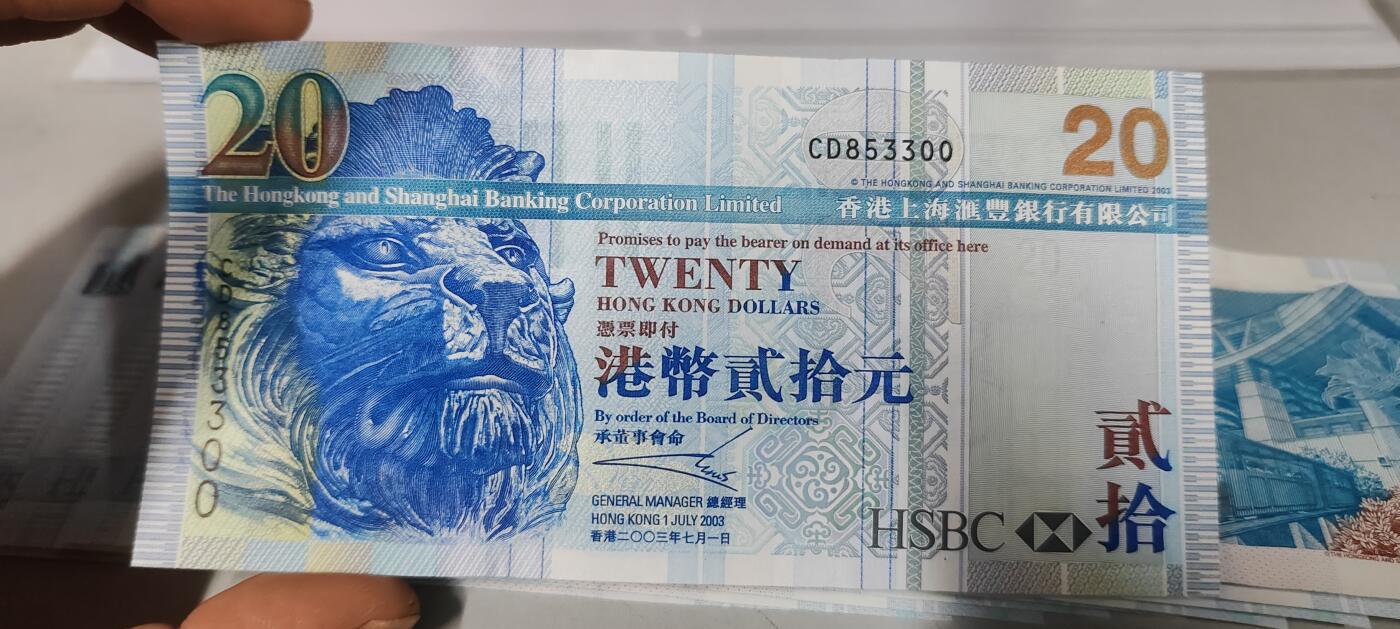 20
20
CD853300
© THE HONGKONG AND SHANGHAI BANKING CORPORATION LIMITED 2003
The Hongkong and Shanghai Banking Corporation Limited 香港上海滙豐銀行有限公司
Promises to pay the bearer on demand at its office here
TWENTY
HONG KONG DOLLARS
憑票即付
港幣貳拾元
By order of the Board of Directors
承董事會命
GENERAL MANAGER 總經理
HONG KONG 1 JULY 2003
香港二〇〇三年七月一日
CD853300
貳拾
HSBC